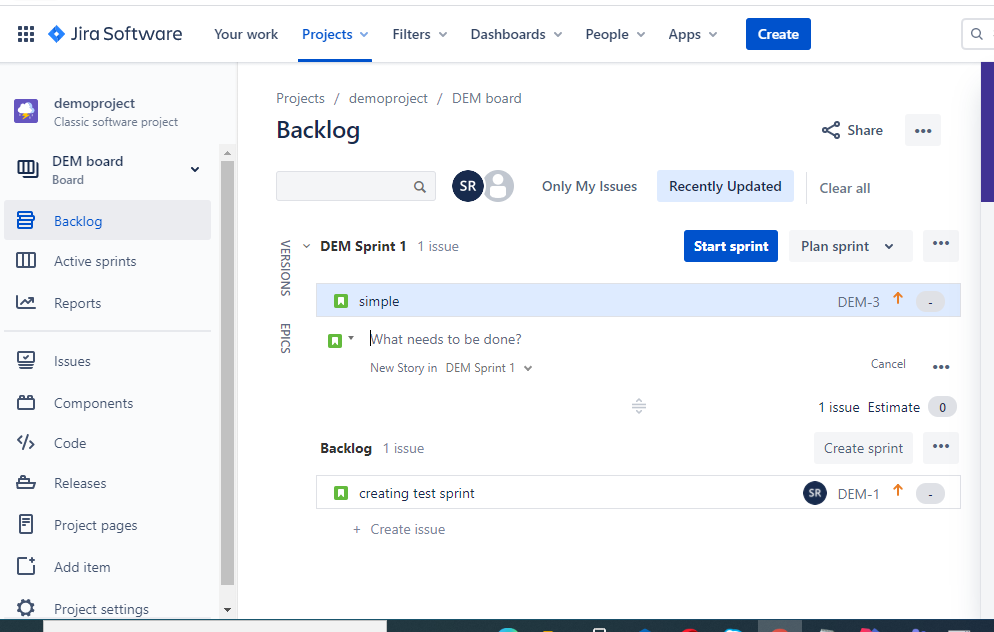 Jira Software Your work Projects Filters Dashboards People Apps Create
demoproject
Classic software project
DEM board
Board
Backlog
Active sprints
Reports
Issues
Components
Code
Releases
Project pages
Add item
Project settings
Projects / demoproject / DEM board
Backlog
Share
SR Only My Issues Recently Updated Clear all
VERSIONS
EPICS
DEM Sprint 1 1 issue Start sprint Plan sprint
simple DEM-3 -
What needs to be done?
New Story in DEM Sprint 1 Cancel
1 issue Estimate 0
Backlog 1 issue Create sprint
creating test sprint SR DEM-1 -
+ Create issue